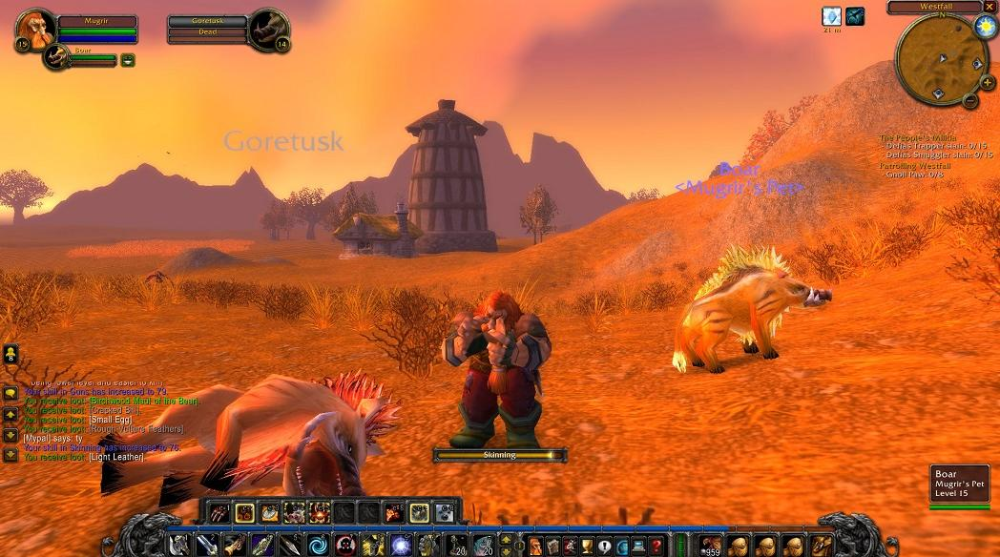 Mugrir
15
Boar
Goretusk
Dead
14
21 m
Westfall
N
The People's Militia
- Defias Trapper slain: 0/15
- Defias Smuggler slain: 0/15
Patrolling Westfall
- Gnoll Paw: 0/8
Goretusk
Boar
<Mugrir's Pet>
being lower level and easier to kill
Your skill in Guns has increased to 79.
You receive loot: [Birchwood Maul of the Bear].
You receive loot: [Cracked Bill].
You receive loot: [Small Egg]
You receive loot: [Rough Vulture Feathers]
[Mypal] says: ty
Your skill in Skinning has increased to 76.
You receive loot: [Light Leather].
Skinning
Boar
Mugrir's Pet
Level 15
20
20
959